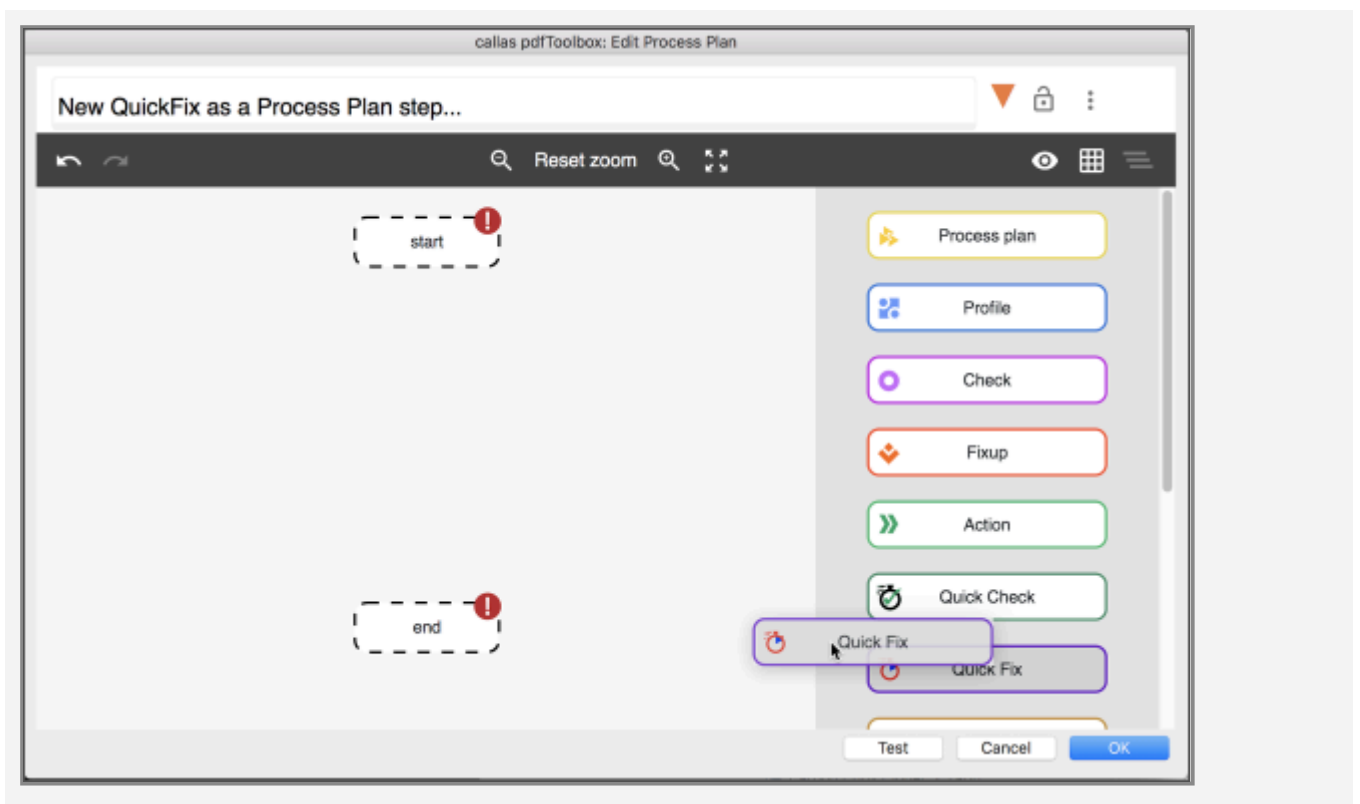 callas pdfToolbox: Edit Process Plan
New QuickFix as a Process Plan step...
Reset zoom
start
Process plan
Profile
Check
Fixup
Action
Quick Check
end
Quick Fix
Quick Fix
Test
Cancel
OK